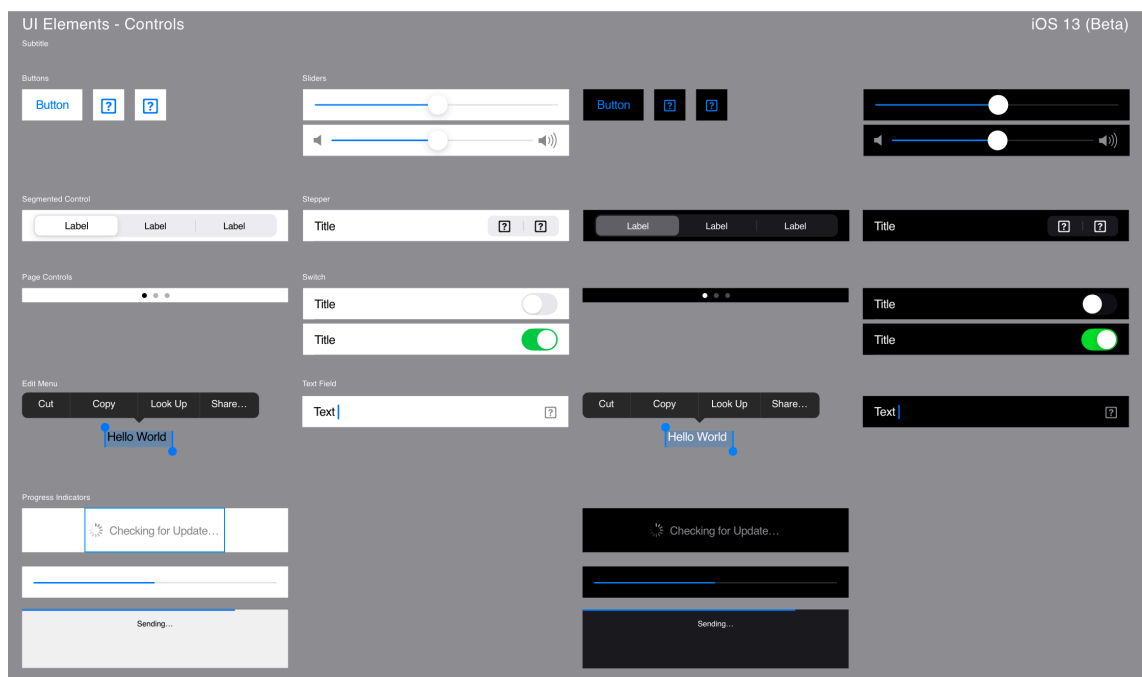 UI Elements - Controls
iOS 13 (Beta)
Subtitle
Buttons
Sliders
Button ? ?
Button ? ?
Segmented Control
Stepper
Label Label Label
Title ? ?
Label Label Label
Title ? ?
Page Controls
Switch
Title
Title
Title
Title
Edit Menu
Text Field
Cut Copy Look Up Share…
Hello World
Text ?
Cut Copy Look Up Share…
Hello World
Text ?
Progress Indicators
Checking for Update…
Checking for Update…
Sending…
Sending…